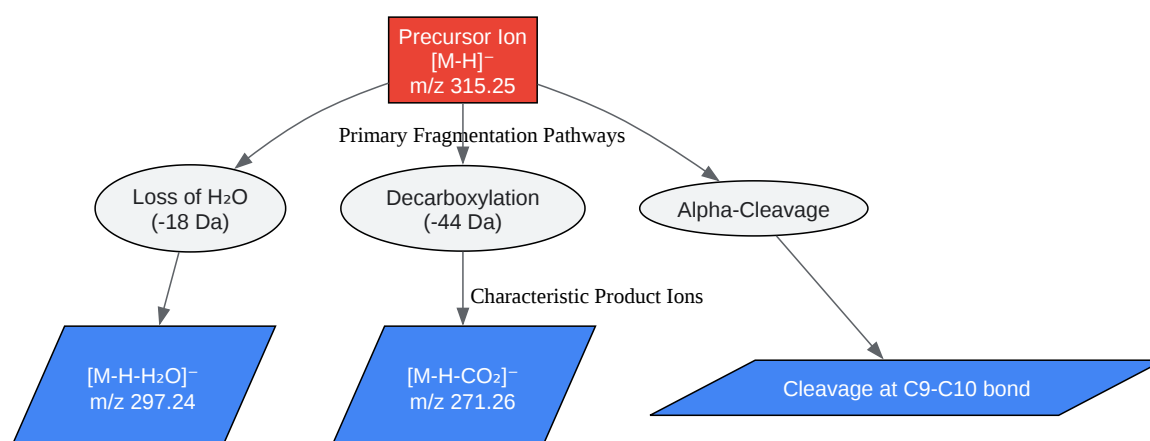 Precursor Ion
[M-H]⁻
m/z 315.25
Primary Fragmentation Pathways
Loss of H₂O
(-18 Da)
Decarboxylation
(-44 Da)
Alpha-Cleavage
Characteristic Product Ions
[M-H-H₂O]⁻
m/z 297.24
[M-H-CO₂]⁻
m/z 271.26
Cleavage at C9-C10 bond